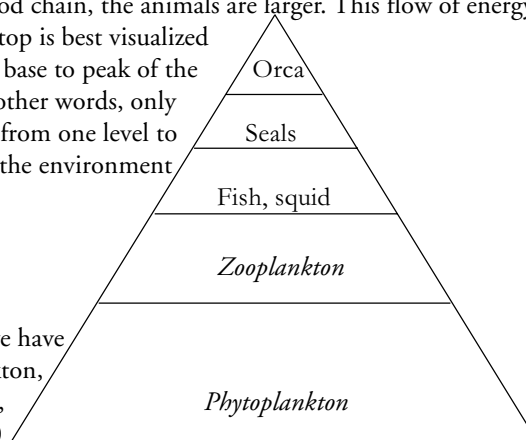 od chain, the animals are larger. This flow of energy
top is best visualized
base to peak of the
Orca
other words, only
from one level to
Seals
the environment
Fish, squid
Zooplankton
e have
ton,
Phytoplankton